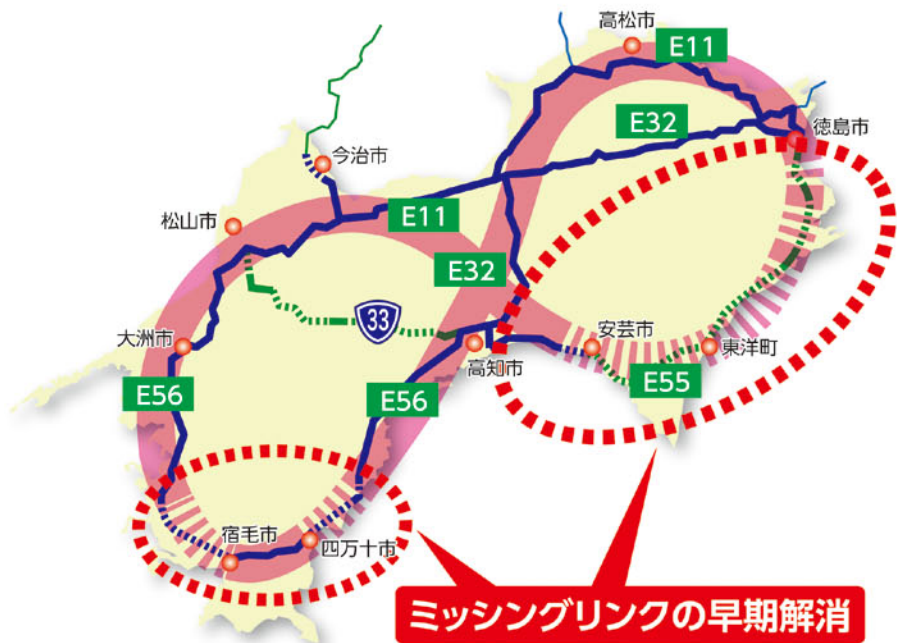 高松市
E11
E32
徳島市
今治市
松山市
E11
E32
33
大洲市
高知市
安芸市
東洋町
E56
E56
E55
宿毛市
四万十市
ミッシングリンクの早期解消